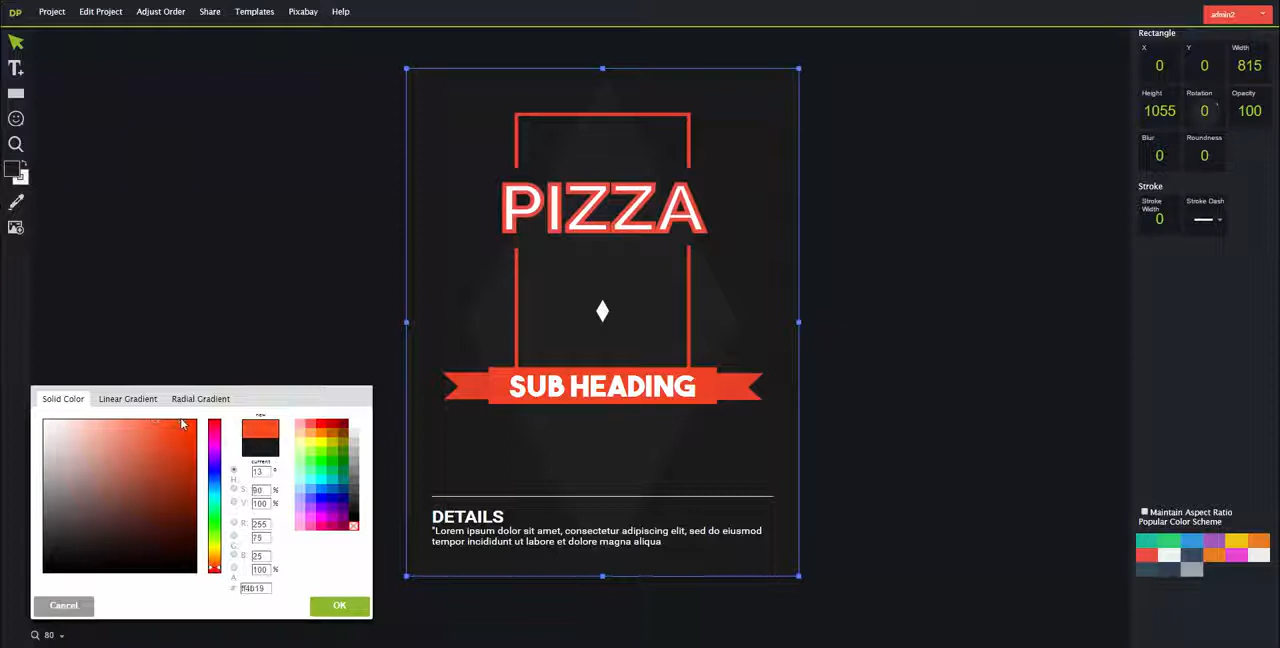 DP Project Edit Project Adjust Order Share Templates Pixabay Help admin2
Rectangle
X Y Width
0 0 815
Height Rotation Opacity
1055 0 100
Blur Roundness
0 0
Stroke
Stroke Width Stroke Dash
0
PIZZA
SUB HEADING
DETAILS
"Lorem ipsum dolor sit amet, consectetur adipiscing elit, sed do eiusmod
tempor incididunt ut labore et dolore magna aliqua
Solid Color Linear Gradient Radial Gradient
new
current
H: 13 °
S: 90 %
V: 100 %
R: 255
G: 75
B: 25
A: 100 %
# ff4b19
Cancel OK
Maintain Aspect Ratio
Popular Color Scheme
80